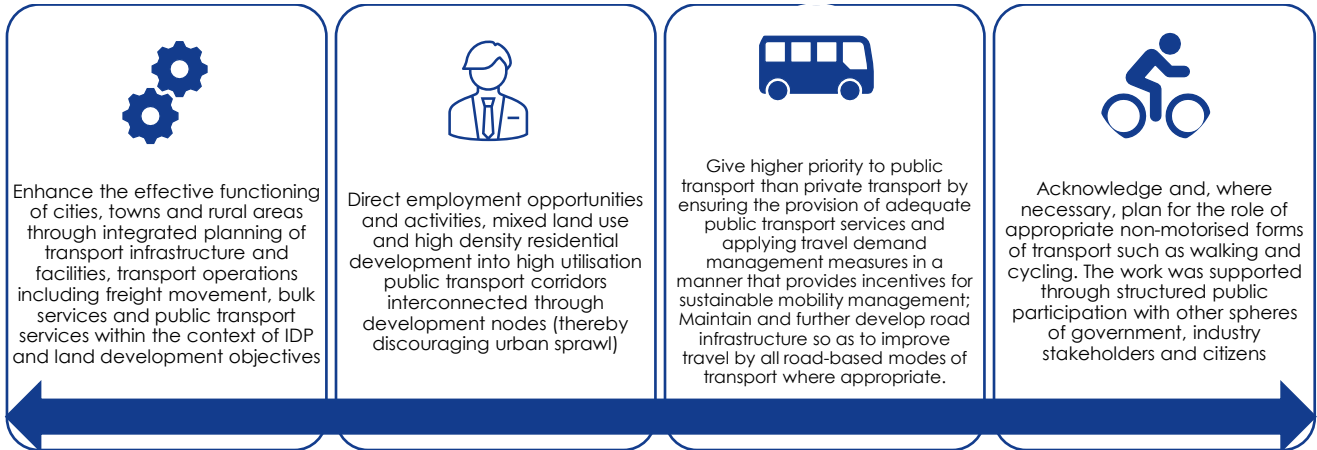 Enhance the effective functioning
of cities, towns and rural areas
through integrated planning of
transport infrastructure and
facilities, transport operations
including freight movement, bulk
services and public transport
services within the context of IDP
and land development objectives
Direct employment opportunities
and activities, mixed land use
and high density residential
development into high utilisation
public transport corridors
interconnected through
development nodes (thereby
discouraging urban sprawl)
Give higher priority to public
transport than private transport by
ensuring the provision of adequate
public transport services and
applying travel demand
management measures in a
manner that provides incentives for
sustainable mobility management;
Maintain and further develop road
infrastructure so as to improve
travel by all road-based modes of
transport where appropriate.
Acknowledge and, where
necessary, plan for the role of
appropriate non-motorised forms
of transport such as walking and
cycling. The work was supported
through structured public
participation with other spheres
of government, industry
stakeholders and citizens